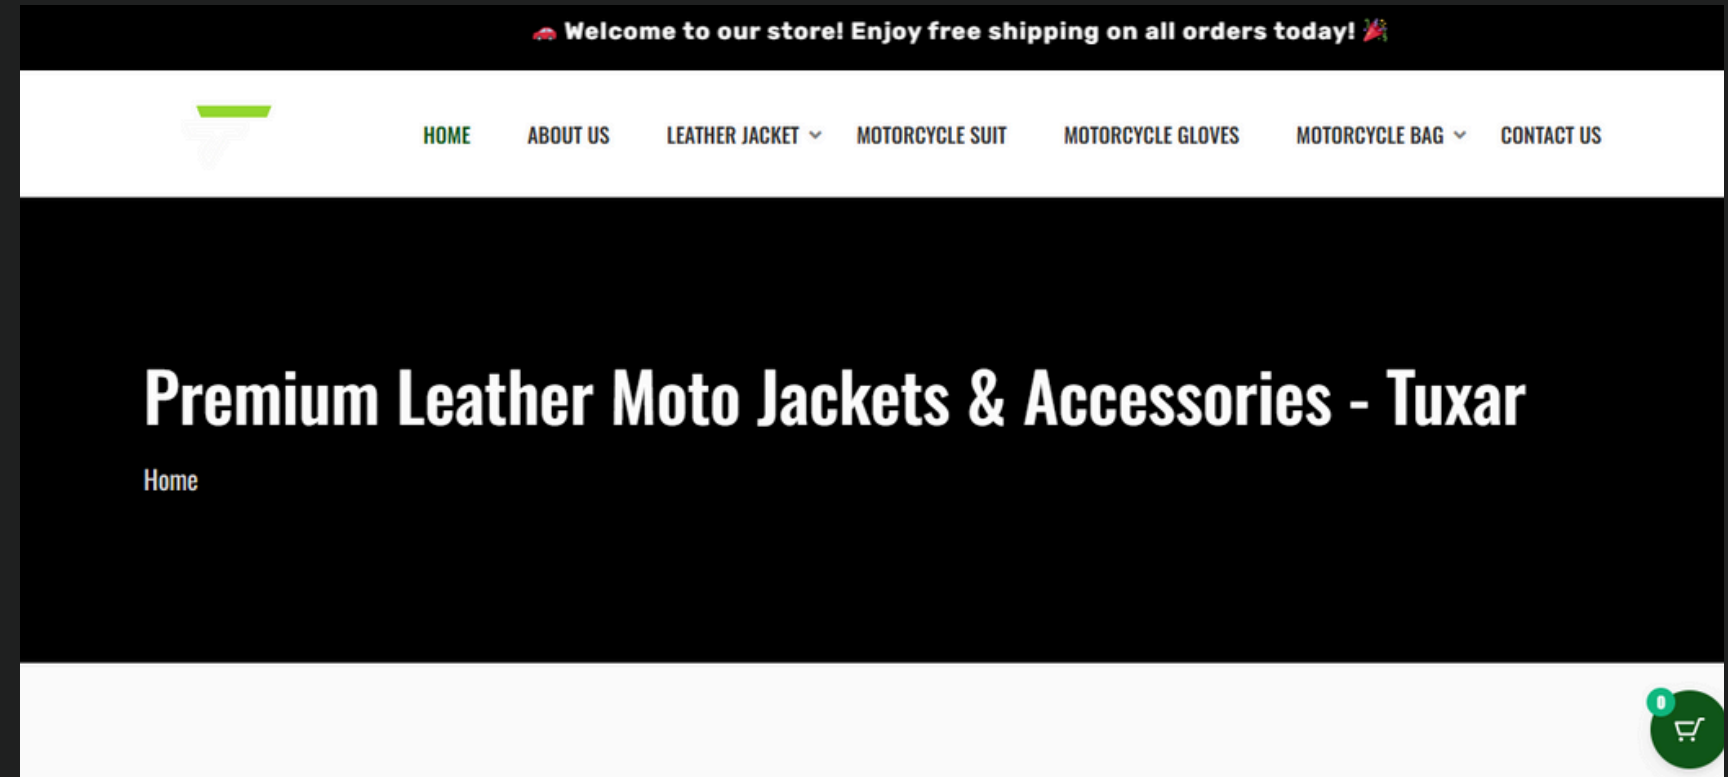 🚗 Welcome to our store! Enjoy free shipping on all orders today! 🎉
HOME ABOUT US LEATHER JACKET MOTORCYCLE SUIT MOTORCYCLE GLOVES MOTORCYCLE BAG CONTACT US
Premium Leather Moto Jackets & Accessories - Tuxar
Home
0